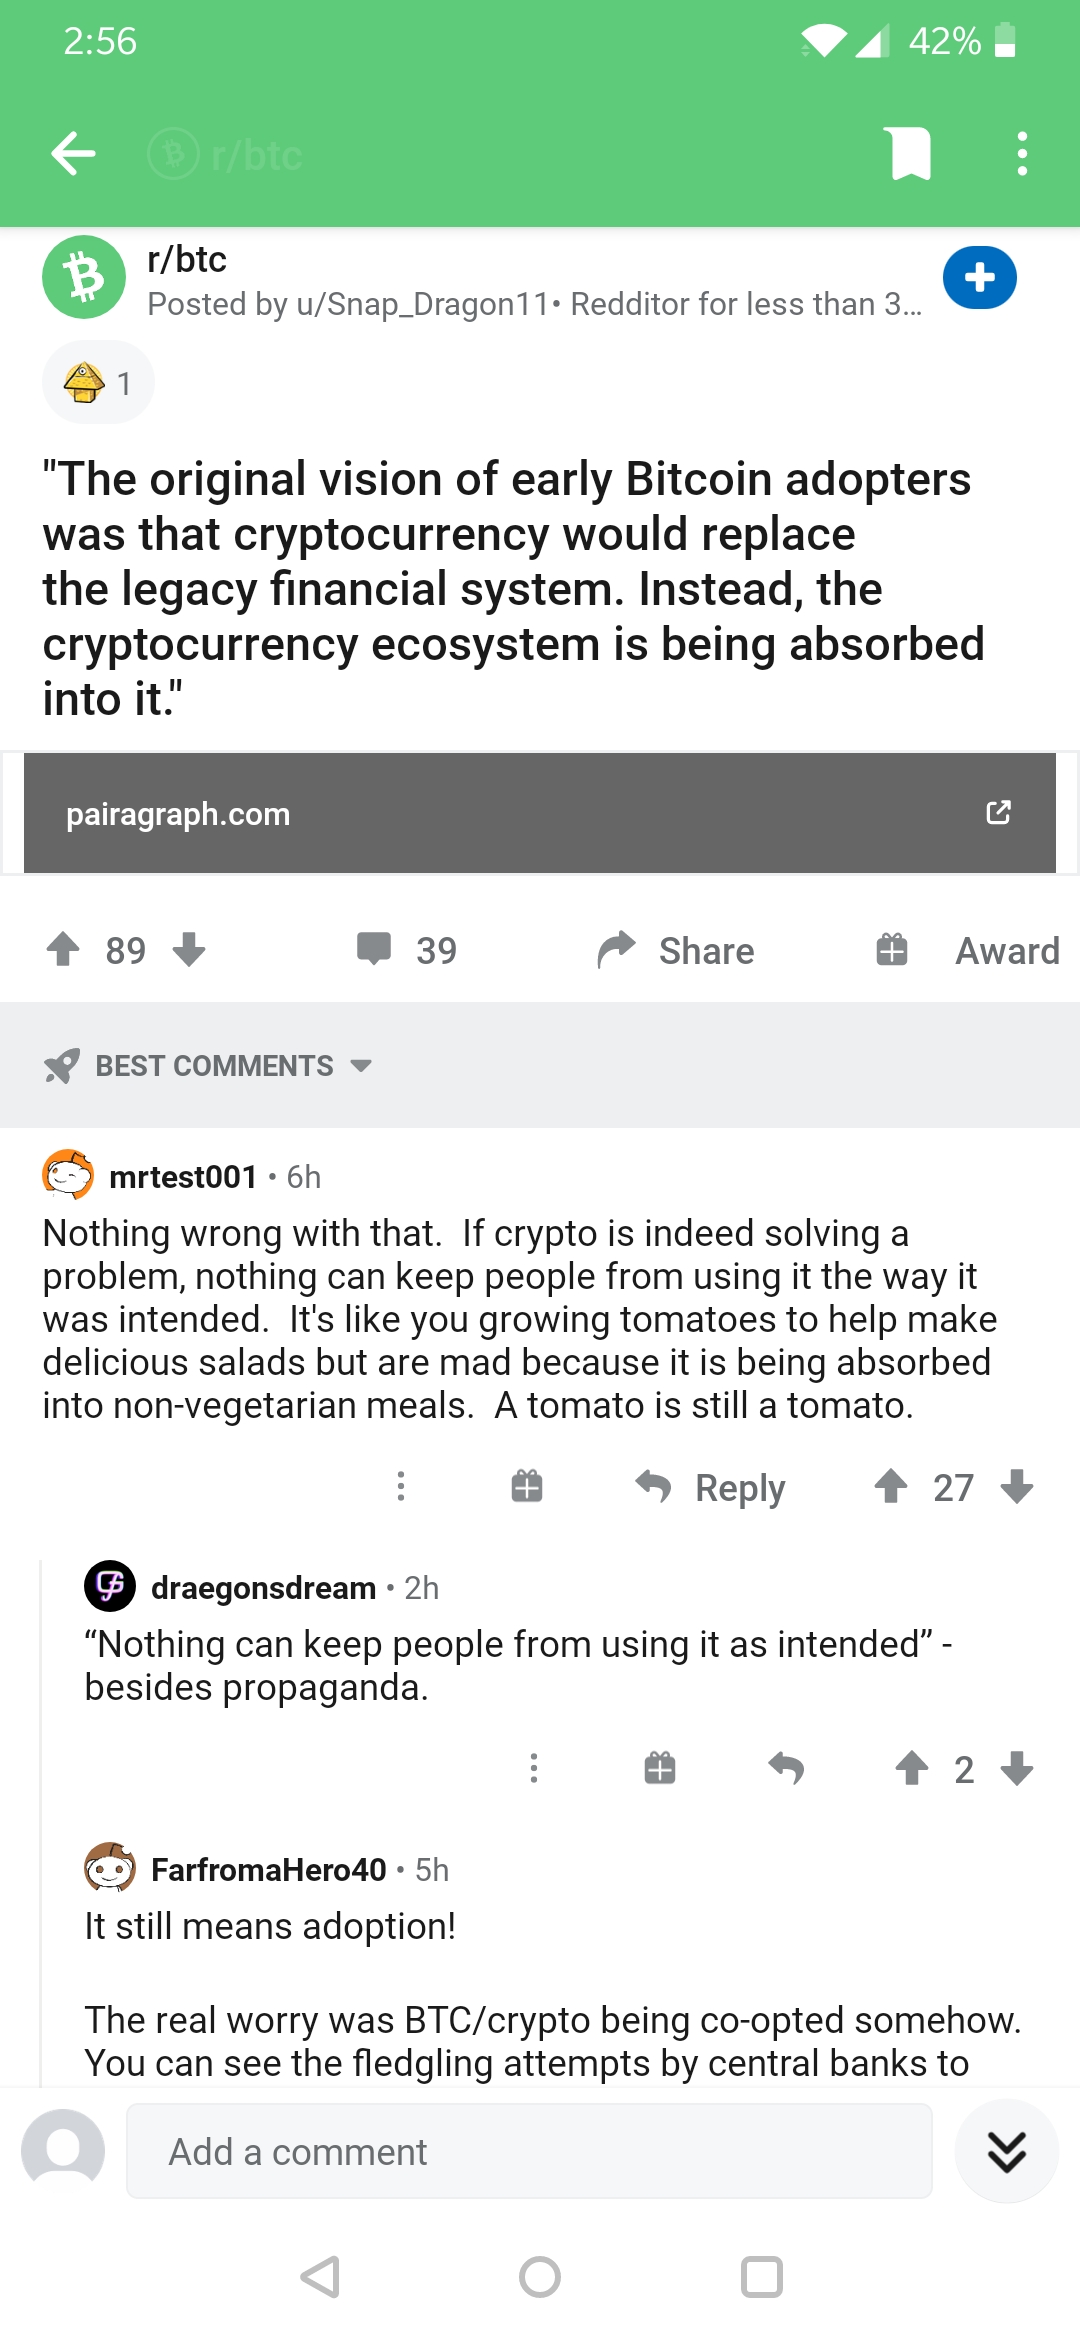 2:56
42%
r/btc
r/btc
Posted by u/Snap_Dragon11• Redditor for less than 3...
1
"The original vision of early Bitcoin adopters
was that cryptocurrency would replace
the legacy financial system. Instead, the
cryptocurrency ecosystem is being absorbed
into it."
pairagraph.com
89
39
Share
Award
BEST COMMENTS
mrtest001 • 6h
Nothing wrong with that.  If crypto is indeed solving a
problem, nothing can keep people from using it the way it
was intended.  It's like you growing tomatoes to help make
delicious salads but are mad because it is being absorbed
into non-vegetarian meals.  A tomato is still a tomato.
Reply
27
draegonsdream • 2h
“Nothing can keep people from using it as intended” -
besides propaganda.
2
FarfromaHero40 • 5h
It still means adoption!
The real worry was BTC/crypto being co-opted somehow.
You can see the fledgling attempts by central banks to
Add a comment